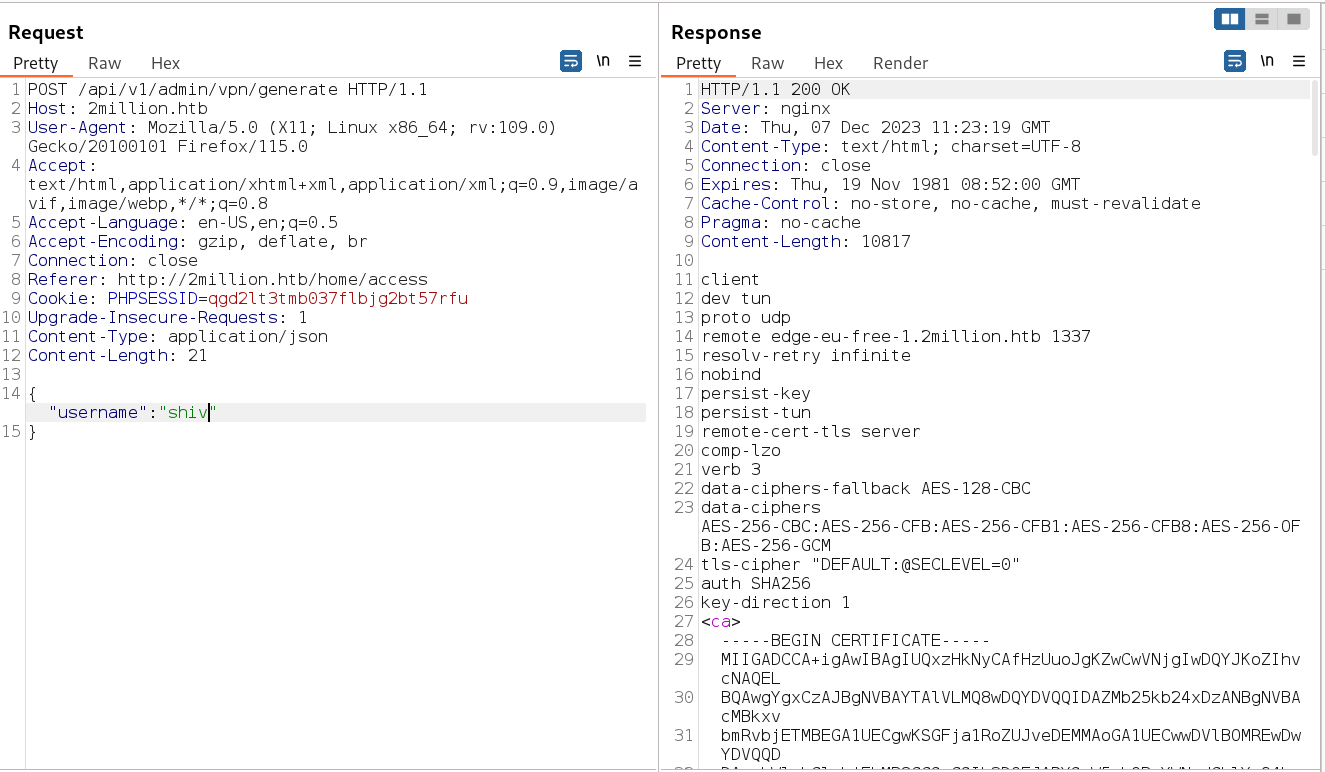 Request
Pretty Raw Hex \n
1 POST /api/v1/admin/vpn/generate HTTP/1.1
2 Host: 2million.htb
3 User-Agent: Mozilla/5.0 (X11; Linux x86_64; rv:109.0)
Gecko/20100101 Firefox/115.0
4 Accept:
text/html,application/xhtml+xml,application/xml;q=0.9,image/a
vif,image/webp,*/*;q=0.8
5 Accept-Language: en-US,en;q=0.5
6 Accept-Encoding: gzip, deflate, br
7 Connection: close
8 Referer: http://2million.htb/home/access
9 Cookie: PHPSESSID=qgd2lt3tmb037flbjg2bt57rfu
10 Upgrade-Insecure-Requests: 1
11 Content-Type: application/json
12 Content-Length: 21
13
14 {
"username":"shiv"
15 }
Response
Pretty Raw Hex Render \n
1 HTTP/1.1 200 OK
2 Server: nginx
3 Date: Thu, 07 Dec 2023 11:23:19 GMT
4 Content-Type: text/html; charset=UTF-8
5 Connection: close
6 Expires: Thu, 19 Nov 1981 08:52:00 GMT
7 Cache-Control: no-store, no-cache, must-revalidate
8 Pragma: no-cache
9 Content-Length: 10817
10
11 client
12 dev tun
13 proto udp
14 remote edge-eu-free-1.2million.htb 1337
15 resolv-retry infinite
16 nobind
17 persist-key
18 persist-tun
19 remote-cert-tls server
20 comp-lzo
21 verb 3
22 data-ciphers-fallback AES-128-CBC
23 data-ciphers
AES-256-CBC:AES-256-CFB:AES-256-CFB1:AES-256-CFB8:AES-256-OF
B:AES-256-GCM
24 tls-cipher "DEFAULT:@SECLEVEL=0"
25 auth SHA256
26 key-direction 1
27 <ca>
28 -----BEGIN CERTIFICATE-----
29 MIIGADCCA+igAwIBAgIUQxzHkNyCAfHzUuoJgKZwCwVNjgIwDQYJKoZIhv
cNAQEL
30 BQAwgYgxCzAJBgNVBAYTAlVLMQ8wDQYDVQQIDAZMb25kb24xDzANBgNVBA
cMBkxv
31 bmRvbjETMBEGA1UECgwKSGFja1RoZUJveDEMMAoGA1UECwwDVlBOMREwDw
YDVQQD